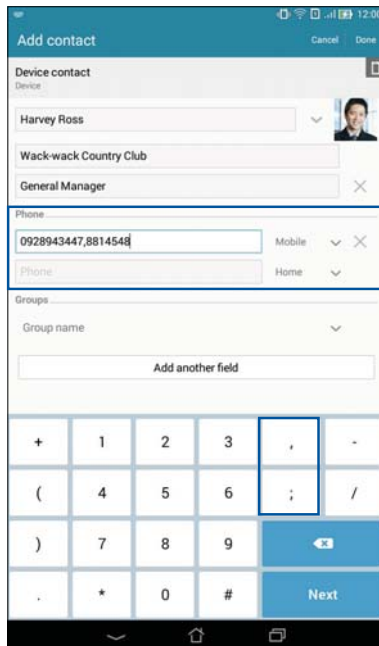 12:00
Add contact Cancel Done
Device contact
Device
Harvey Ross
Wack-wack Country Club
General Manager
Phone
0928943447,8814548 Mobile
Phone Home
Groups
Group name
Add another field
+ 1 2 3 , -
( 4 5 6 ; /
) 7 8 9
. * 0 # Next